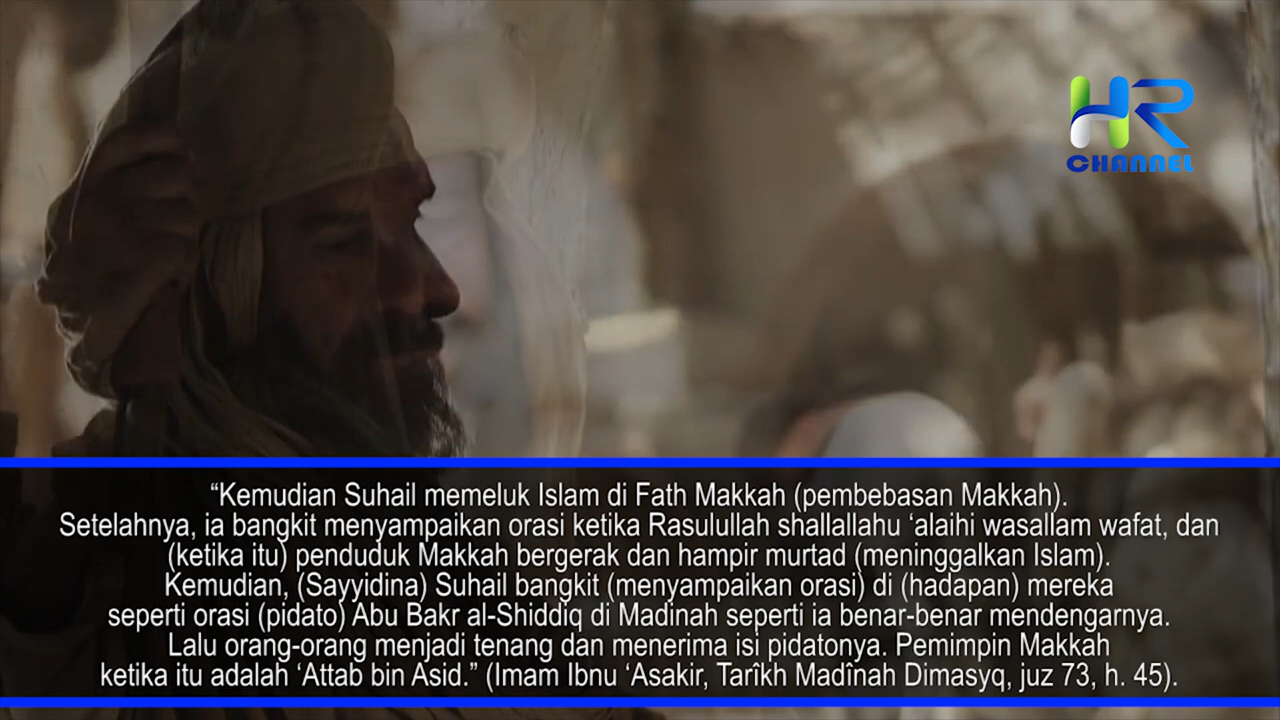 HR
CHANNEL
“Kemudian Suhail memeluk Islam di Fath Makkah (pembebasan Makkah).
Setelahnya, ia bangkit menyampaikan orasi ketika Rasulullah shallallahu ‘alaihi wasallam wafat, dan
(ketika itu) penduduk Makkah bergerak dan hampir murtad (meninggalkan Islam).
Kemudian, (Sayyidina) Suhail bangkit (menyampaikan orasi) di (hadapan) mereka
seperti orasi (pidato) Abu Bakr al-Shiddiq di Madinah seperti ia benar-benar mendengarnya.
Lalu orang-orang menjadi tenang dan menerima isi pidatonya. Pemimpin Makkah
ketika itu adalah ‘Attab bin Asid.” (Imam Ibnu ‘Asakir, Tarîkh Madînah Dimasyq, juz 73, h. 45).